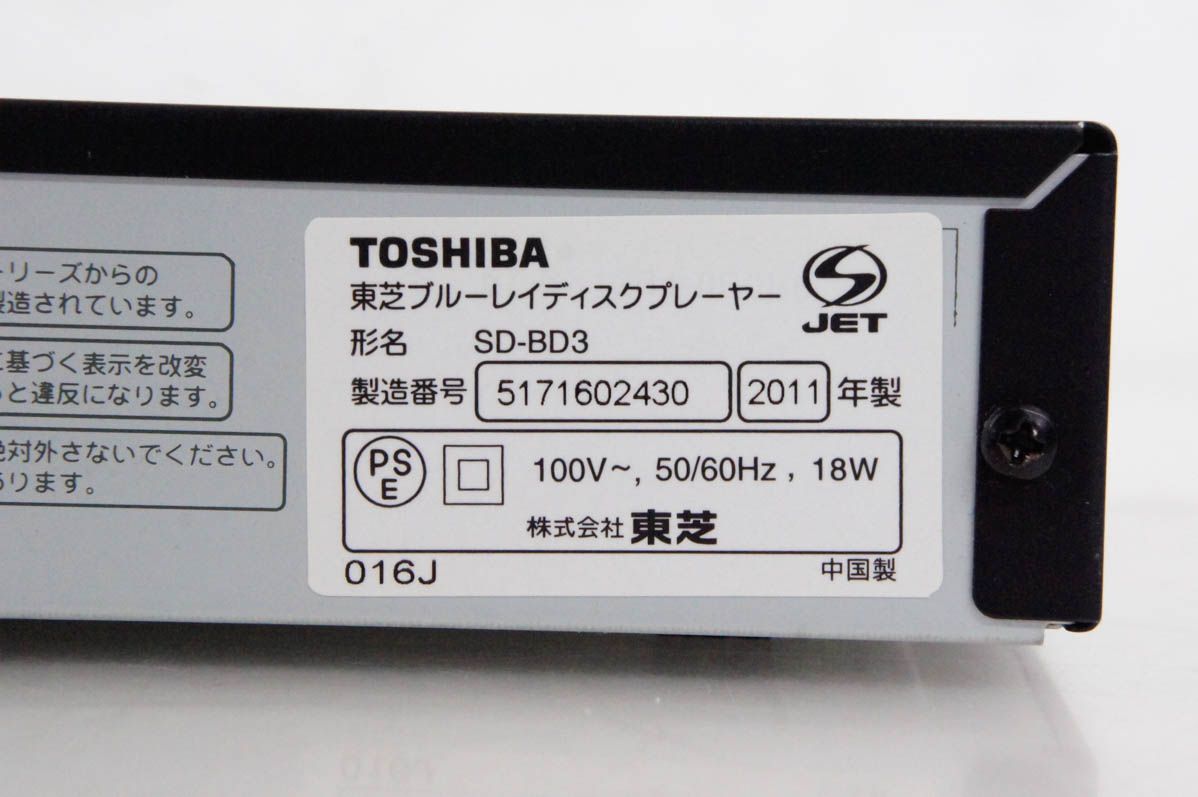 リーズからの
製造されています。
に基づく表示を改変
と違反になります。
絶対外さないでください。
あります。
TOSHIBA
東芝ブルーレイディスクプレーヤー
形名 SD-BD3
製造番号 5171602430 2011 年製
PS
E
100V~, 50/60Hz , 18W
株式会社 東芝
016J
中国製
S
JET